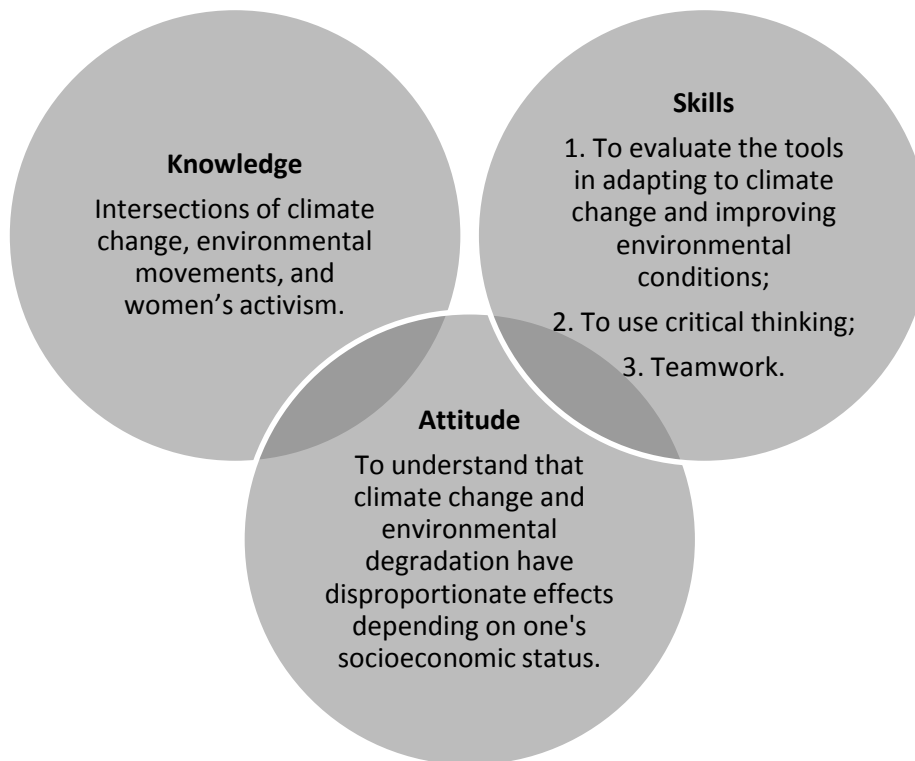 Knowledge
Intersections of climate
change, environmental
movements, and
women’s activism.
Skills
1. To evaluate the tools
in adapting to climate
change and improving
environmental
conditions;
2. To use critical thinking;
3. Teamwork.
Attitude
To understand that
climate change and
environmental
degradation have
disproportionate effects
depending on one's
socioeconomic status.